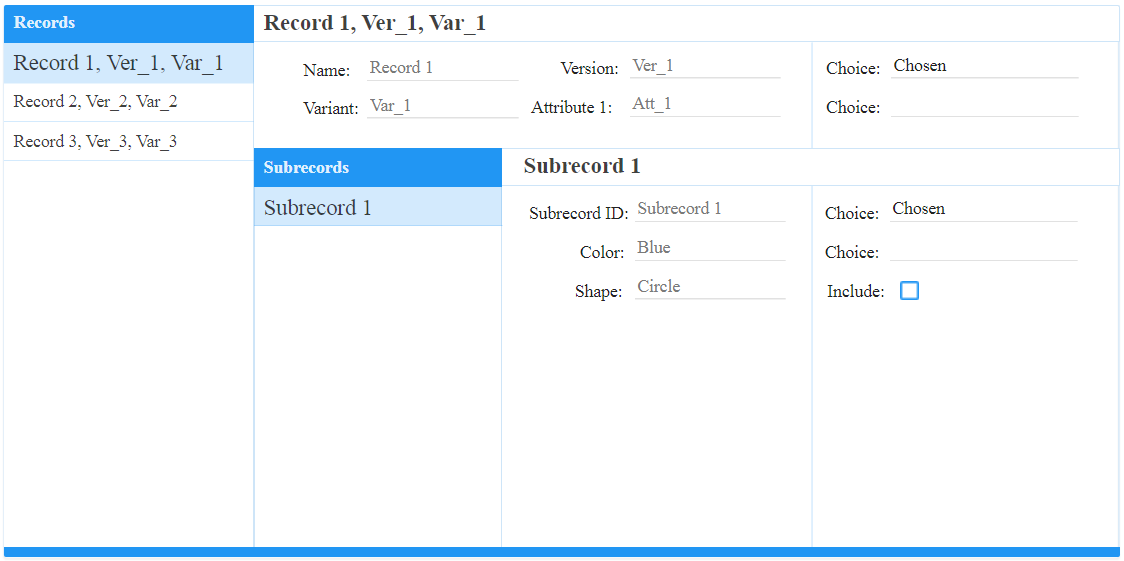 Records
Record 1, Ver_1, Var_1
Record 2, Ver_2, Var_2
Record 3, Ver_3, Var_3
Record 1, Ver_1, Var_1
Name: Record 1 Version: Ver_1 Choice: Chosen
Variant: Var_1 Attribute 1: Att_1 Choice:
Subrecords
Subrecord 1
Subrecord 1
Subrecord ID: Subrecord 1 Choice: Chosen
Color: Blue Choice:
Shape: Circle Include: